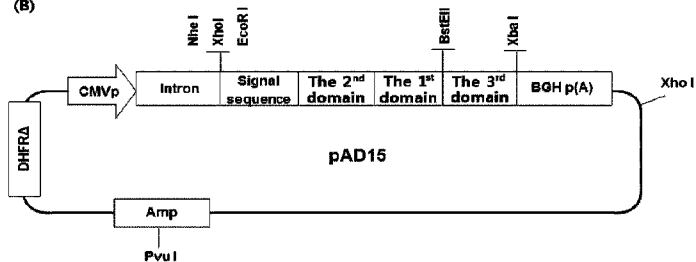 (B)
Nhe I
XhoI
EcoR I
BstEII
Xba I
CMVp
Intron
Signal
sequence
The 2nd
domain
The 1st
domain
The 3rd
domain
BGH p(A)
Xho I
DHFRΔ
pAD15
Amp
Pvu I